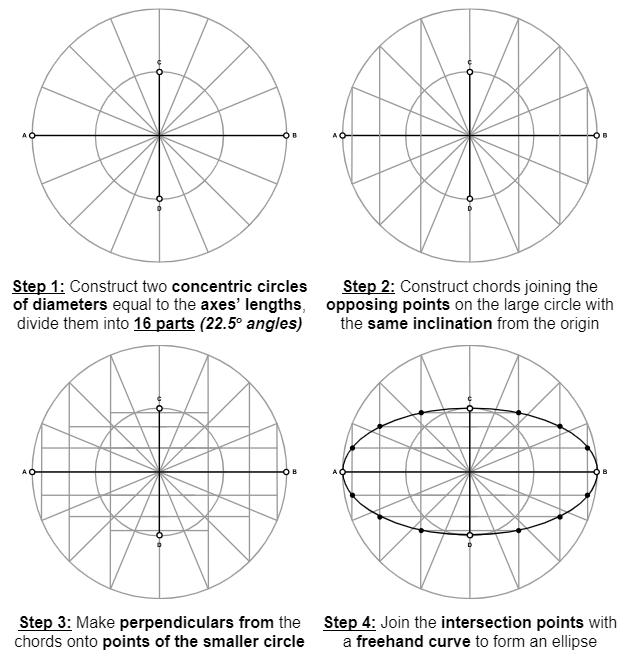 C
A
B
D
C
A
B
D
Step 1: Construct two concentric circles
of diameters equal to the axes' lengths,
divide them into 16 parts (22.5° angles)
Step 2: Construct chords joining the
opposing points on the large circle with
the same inclination from the origin
C
A
B
D
C
A
B
D
Step 3: Make perpendiculars from the
chords onto points of the smaller circle
Step 4: Join the intersection points with
a freehand curve to form an ellipse